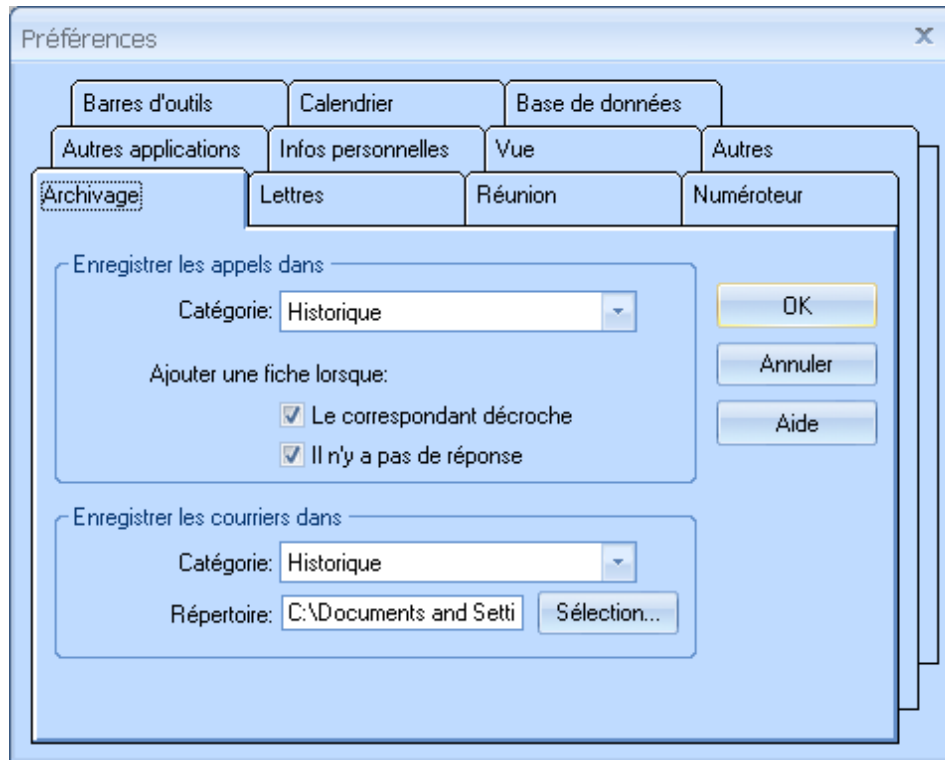 Préférences
Barres d'outils
Calendrier
Base de données
Autres applications
Infos personnelles
Vue
Autres
Archivage
Lettres
Réunion
Numéroteur
Enregistrer les appels dans
Catégorie: Historique
Ajouter une fiche lorsque:
Le correspondant décroche
Il n'y a pas de réponse
OK
Annuler
Aide
Enregistrer les courriers dans
Catégorie: Historique
Répertoire: C:\Documents and Setti Sélection...